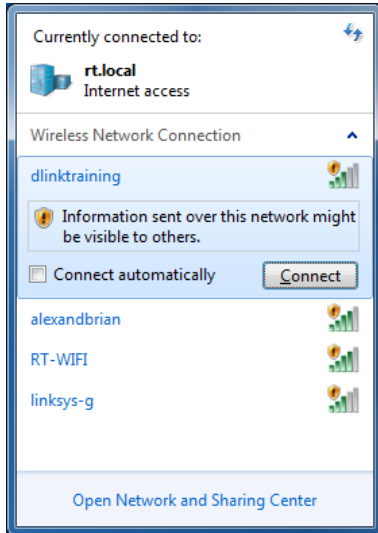 Currently connected to:
rt.local
Internet access
Wireless Network Connection
dlinktraining
Information sent over this network might
be visible to others.
Connect automatically
Connect
alexandbrian
RT-WIFI
linksys-g
Open Network and Sharing Center